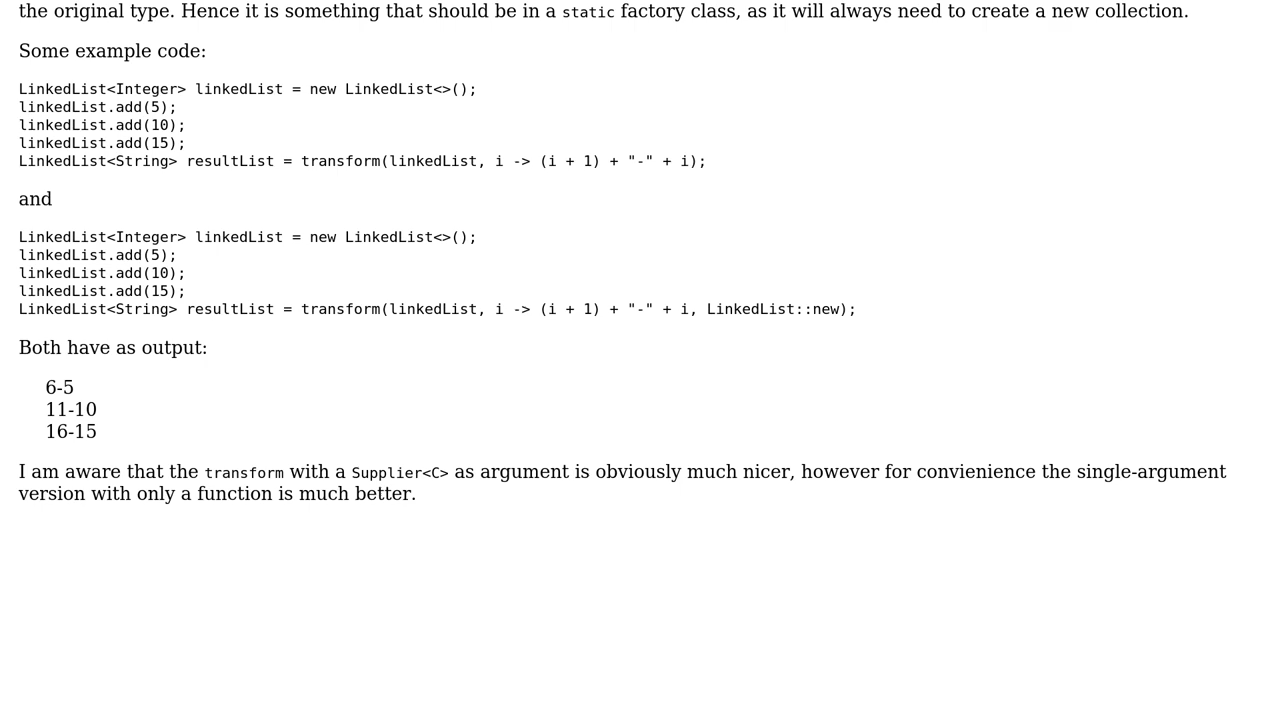 the original type. Hence it is something that should be in a static factory class, as it will always need to create a new collection.
Some example code:
LinkedList<Integer> linkedList = new LinkedList<>();
linkedList.add(5);
linkedList.add(10);
linkedList.add(15);
LinkedList<String> resultList = transform(linkedList, i -> (i + 1) + "-" + i);
and
LinkedList<Integer> linkedList = new LinkedList<>();
linkedList.add(5);
linkedList.add(10);
linkedList.add(15);
LinkedList<String> resultList = transform(linkedList, i -> (i + 1) + "-" + i, LinkedList::new);
Both have as output:
6-5
11-10
16-15
I am aware that the transform with a Supplier<C> as argument is obviously much nicer, however for convienience the single-argument
version with only a function is much better.